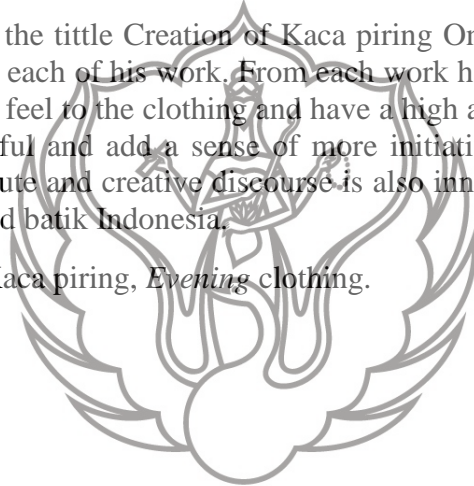 the tittle Creation of Kaca piring On
each of his work. From each work h
feel to the clothing and have a high a
ful and add a sense of more initiati
ute and creative discourse is also inn
d batik Indonesia.
Kaca piring, Evening clothing.